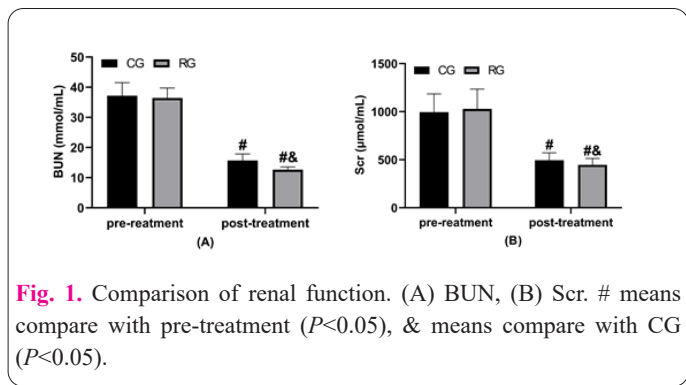 CG RG
BUN (mmol/mL)
50
40
30
20
10
0
#
#&
pre-reatment post-treatment
(A)
CG RG
Scr (μmol/mL)
1500
1000
500
0
#
#&
pre-reatment post-treatment
(B)
Fig. 1. Comparison of renal function. (A) BUN, (B) Scr. # means
compare with pre-treatment (P<0.05), & means compare with CG
(P<0.05).